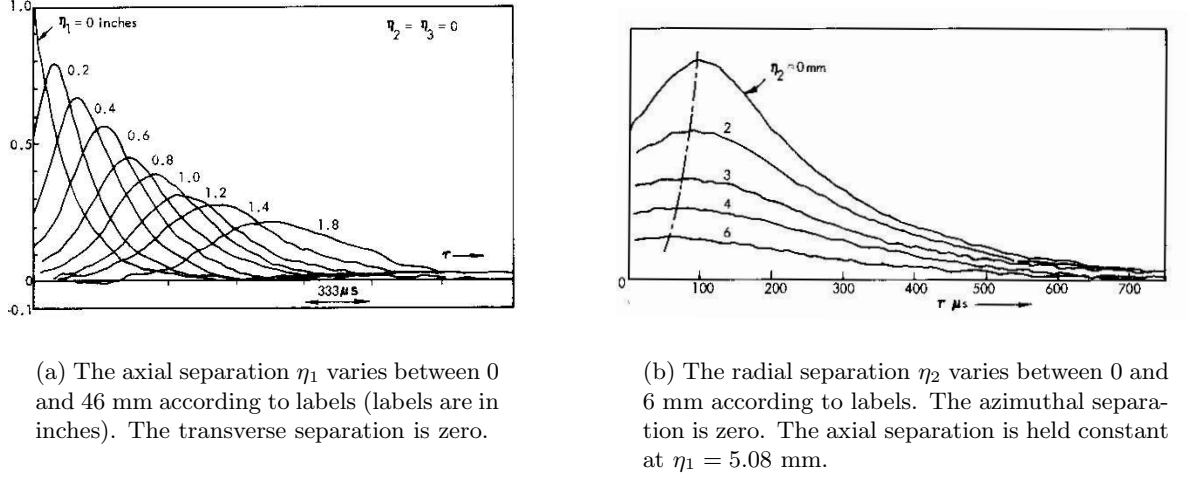 1.0
η1 = 0 inches
η2 = η3 = 0
0.2
0.4
0.6
0.5
0.8
1.0
1.2
1.4
1.8
τ
0
333μs
-0.1
η2 = 0 mm
2
3
4
6
0
100
200
300
400
500
600
700
τ μs
(a) The axial separation η1 varies between 0
and 46 mm according to labels (labels are in
inches). The transverse separation is zero.
(b) The radial separation η2 varies between 0 and
6 mm according to labels. The azimuthal separa-
tion is zero. The axial separation is held constant
at η1 = 5.08 mm.